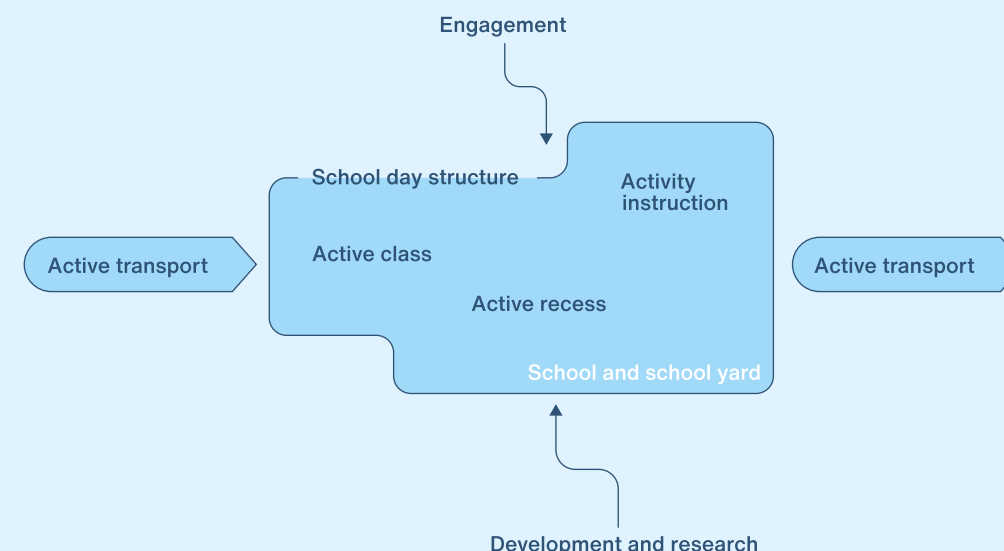 Engagement
School day structure
Activity
instruction
Active class
Active transport
Active transport
Active recess
School and school yard
Development and research